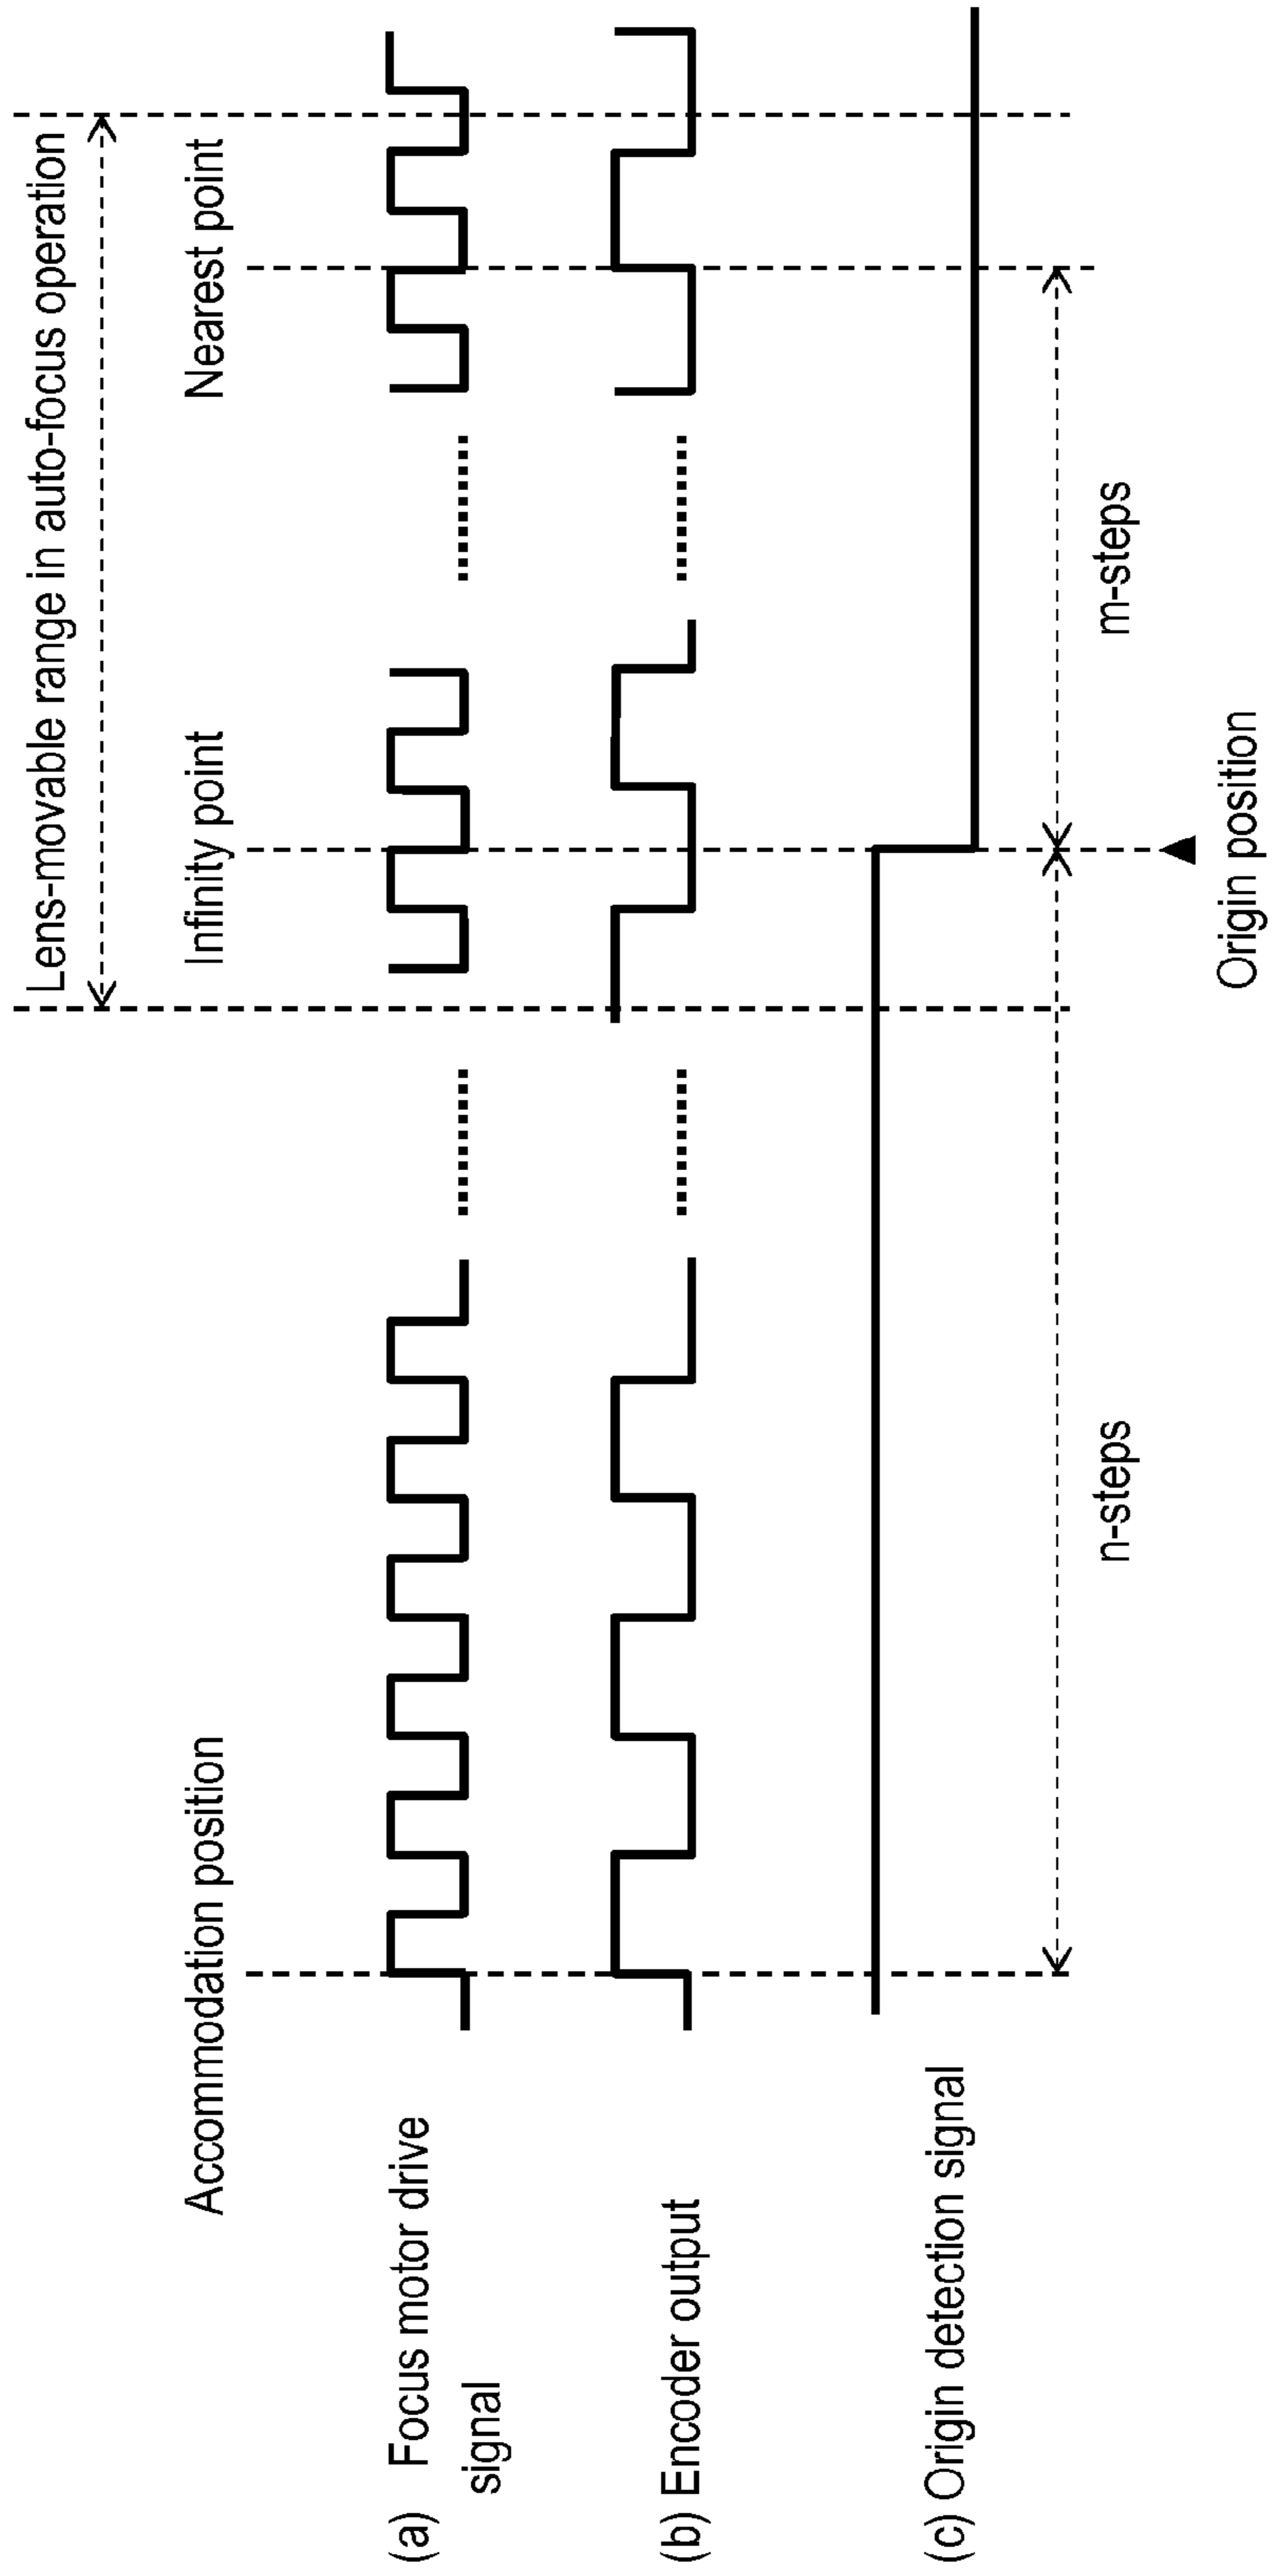 Lens-movable range in auto-focus operation
Accommodation position
Infinity point
Nearest point
(a) Focus motor drive
signal
(b) Encoder output
(c) Origin detection signal
n-steps
m-steps
Origin position